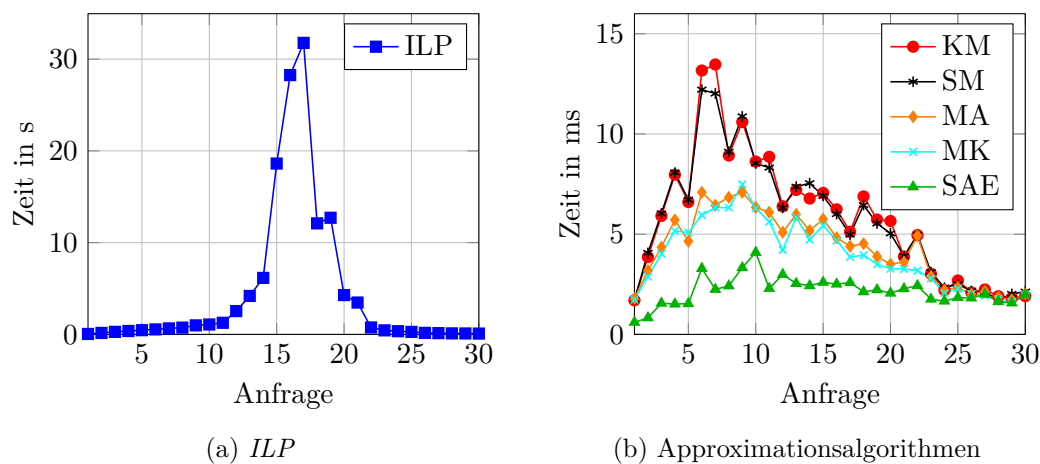 Zeit in s
30
20
10
0
5
10
15
20
25
30
Anfrage
ILP
(a) ILP
Zeit in ms
15
10
5
0
5
10
15
20
25
30
Anfrage
KM
SM
MA
MK
SAE
(b) Approximationsalgorithmen